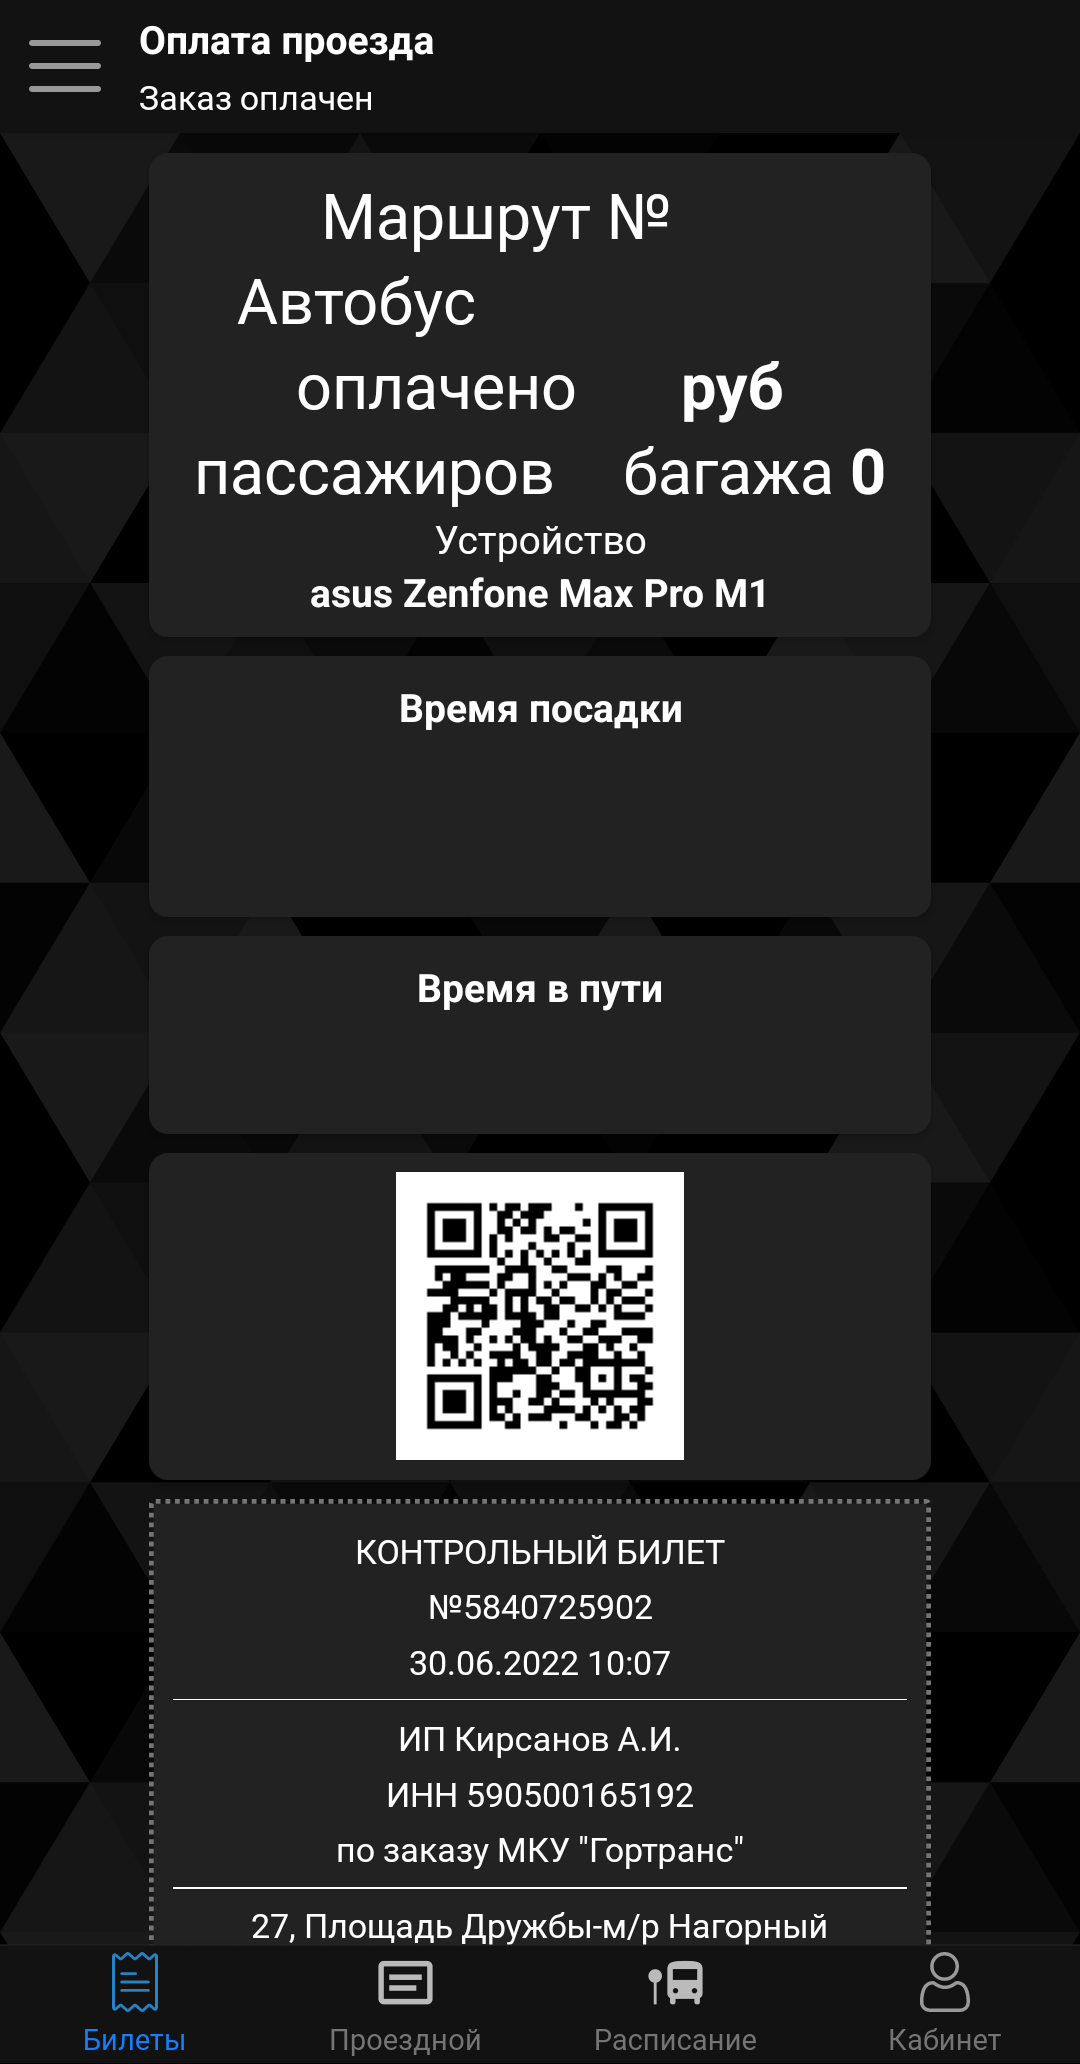 Оплата проезда
Заказ оплачен
Маршрут №
Автобус
оплачено руб
пассажиров багажа 0
Устройство
asus Zenfone Max Pro M1
Время посадки
Время в пути
КОНТРОЛЬНЫЙ БИЛЕТ
№5840725902
30.06.2022 10:07
ИП Кирсанов А.И.
ИНН 590500165192
по заказу МКУ "Гортранс"
27, Площадь Дружбы-м/р Нагорный
Билеты Проездной Расписание Кабинет